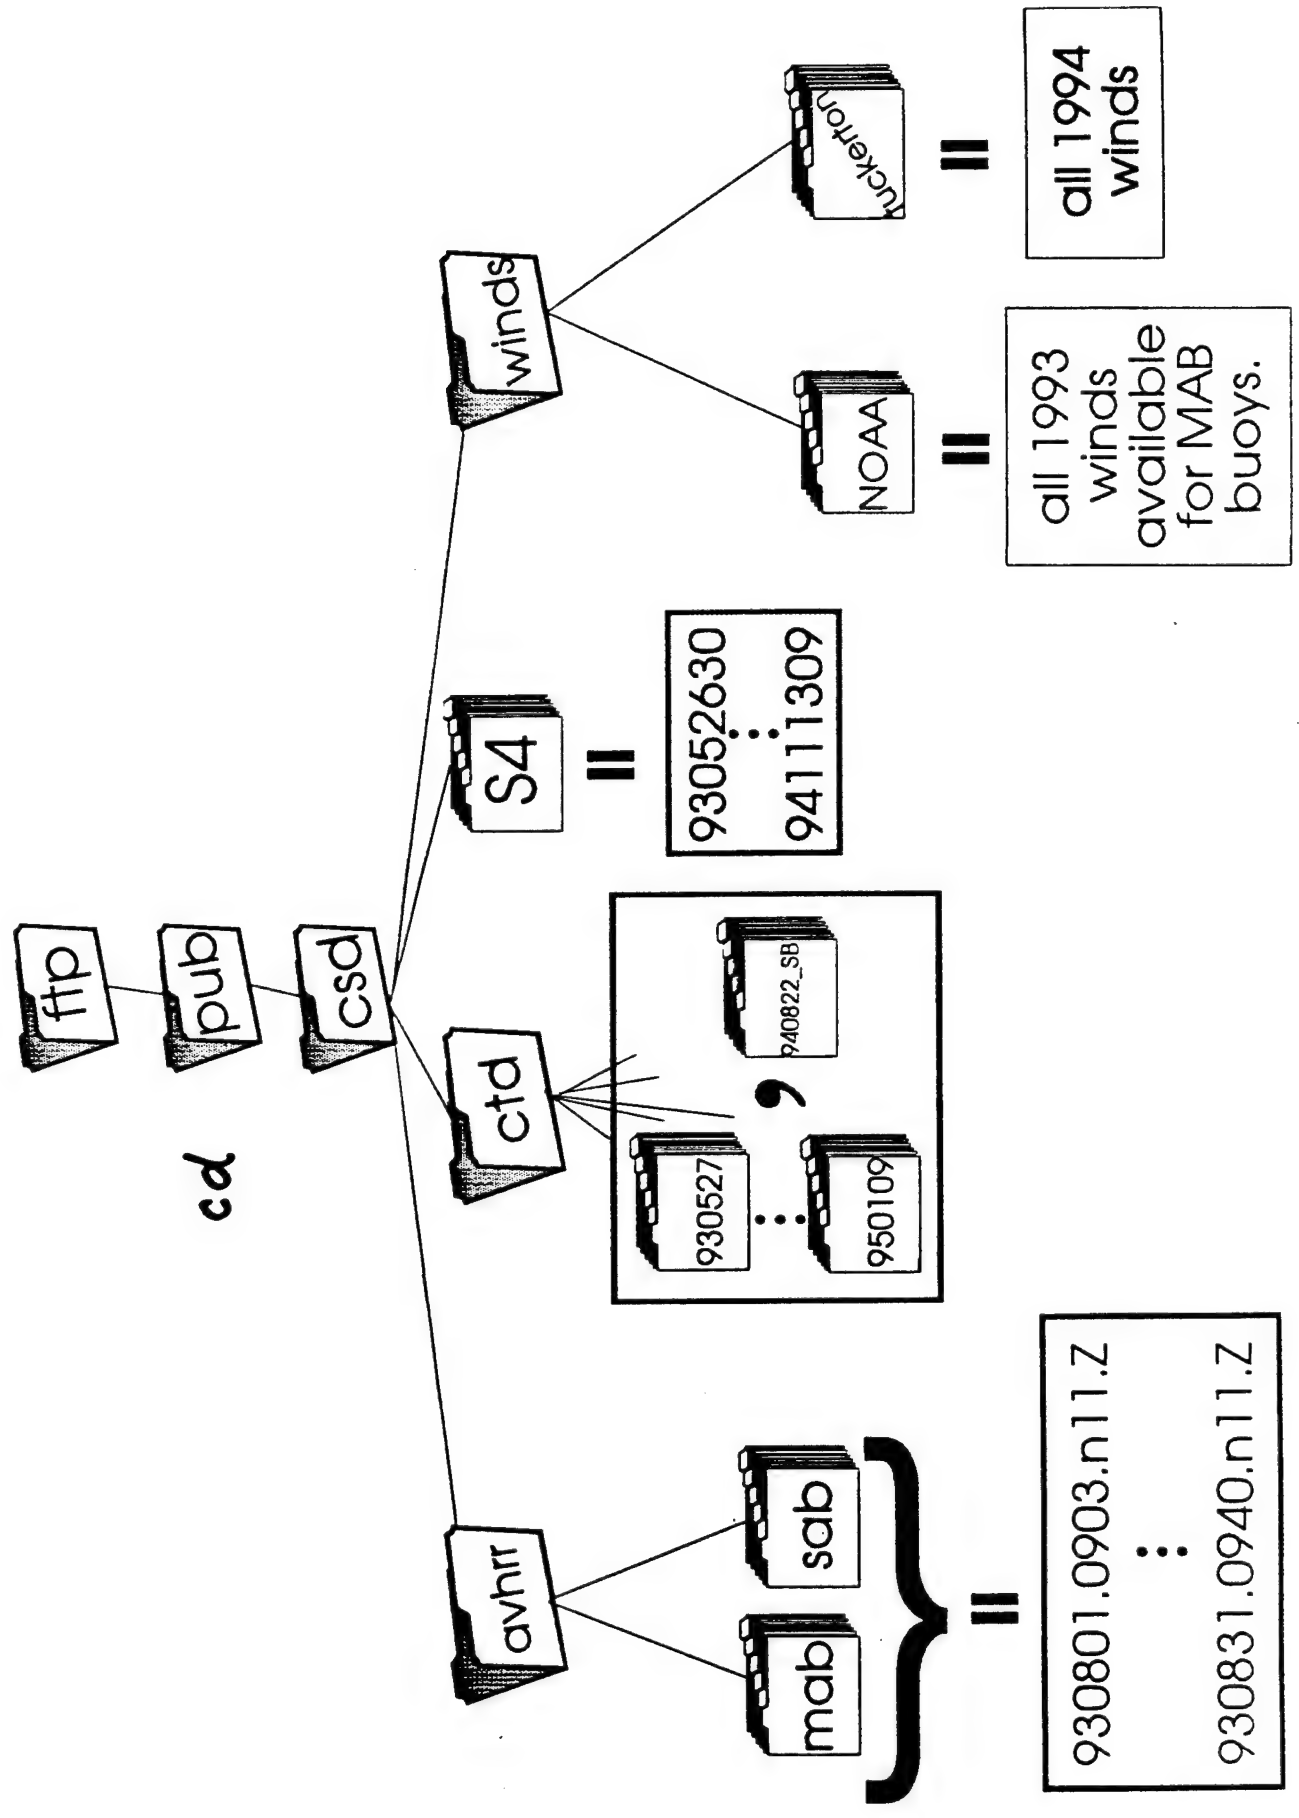 ftp
cd
pub
csd
avhrr
ctd
S4
winds
mab
sab
930527
950109
,
940822_SB
93052630
94111309
NOAA
Tuckerton
930801.0903.n11.Z
930831.0940.n11.Z
all 1993
winds
available
for MAB
buoys.
all 1994
winds